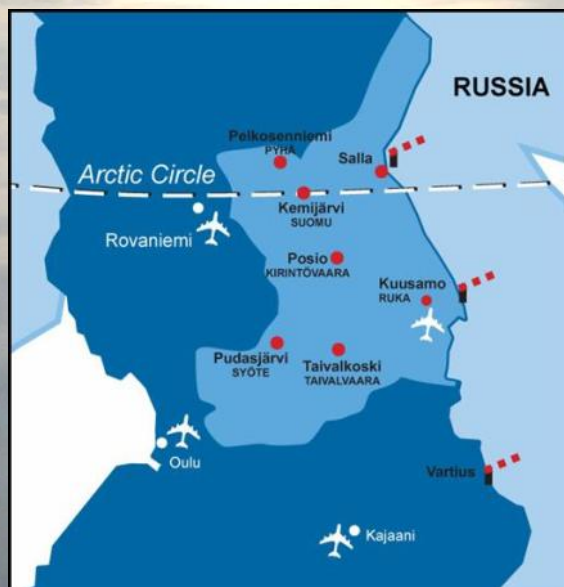 RUSSIA
Pelkosenniemi
PYHÄ
Salla
Arctic Circle
Kemijärvi
SUOMU
Rovaniemi
Posio
KIRINTÖVAARA
Kuusamo
RUKA
Pudasjärvi
SYÖTE
Taivalkoski
TAIVALVAARA
Oulu
Vartius
Kajaani